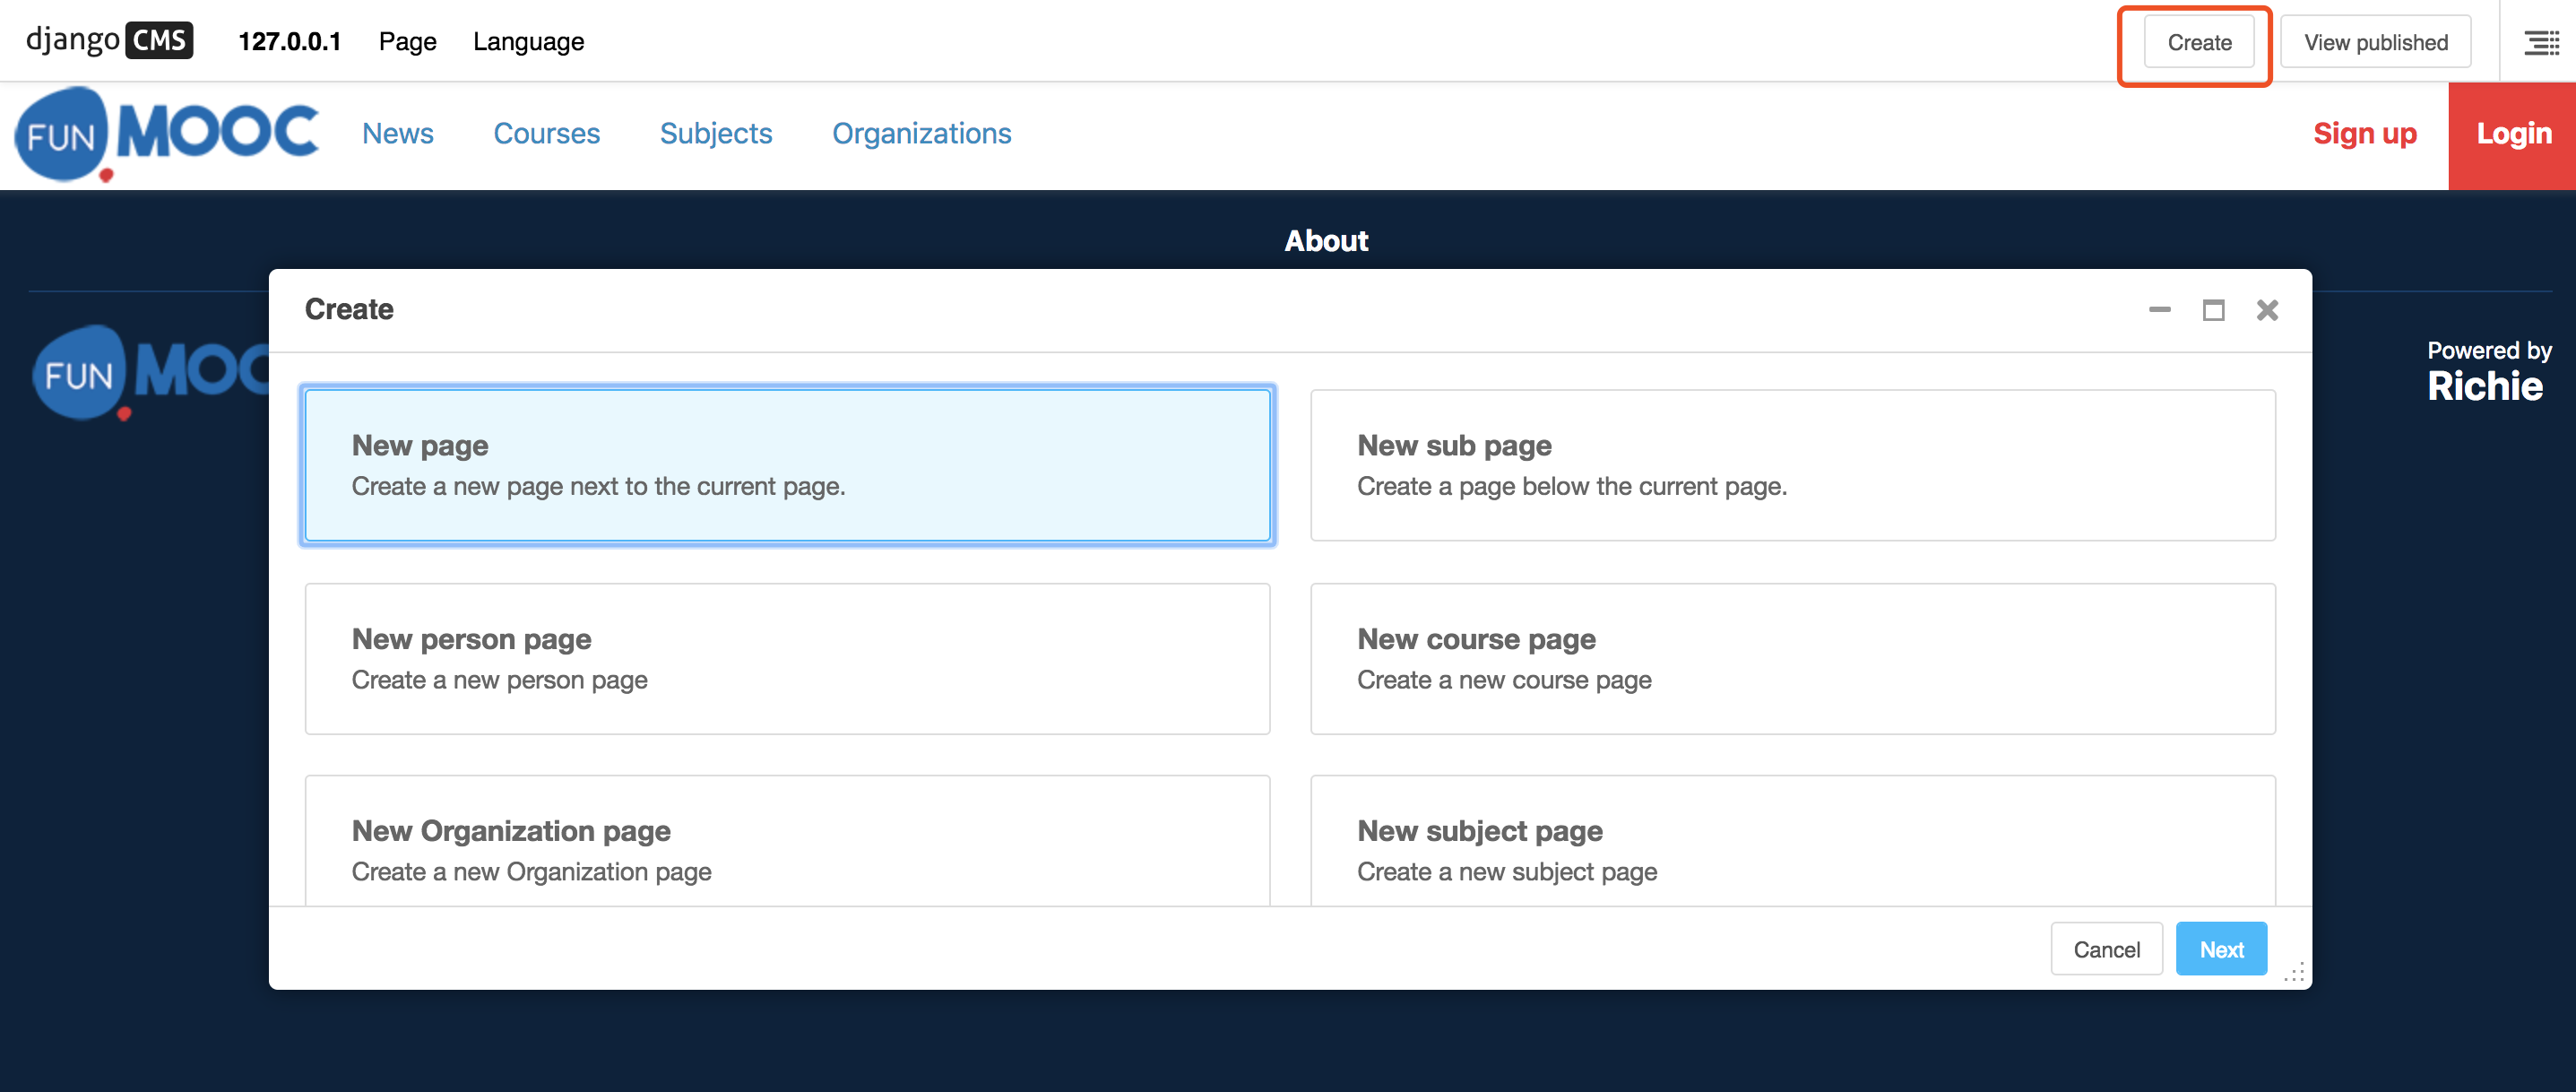 django CMS 127.0.0.1 Page Language Create View published
FUN MOOC News Courses Subjects Organizations Sign up Login
About
Create
FUN MOOC
Powered by
Richie
New page
Create a new page next to the current page.
New sub page
Create a page below the current page.
New person page
Create a new person page
New course page
Create a new course page
New Organization page
Create a new Organization page
New subject page
Create a new subject page
Cancel Next